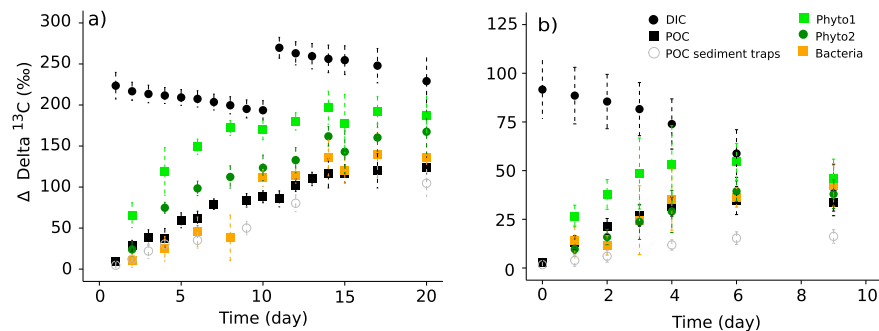 a)
Δ Delta ¹³C (‰)
300
250
200
150
100
50
0
0 5 10 15 20
Time (day)
b)
DIC
POC
POC sediment traps
Phyto1
Phyto2
Bacteria
125
100
75
50
25
0
0 2 4 6 8 10
Time (day)